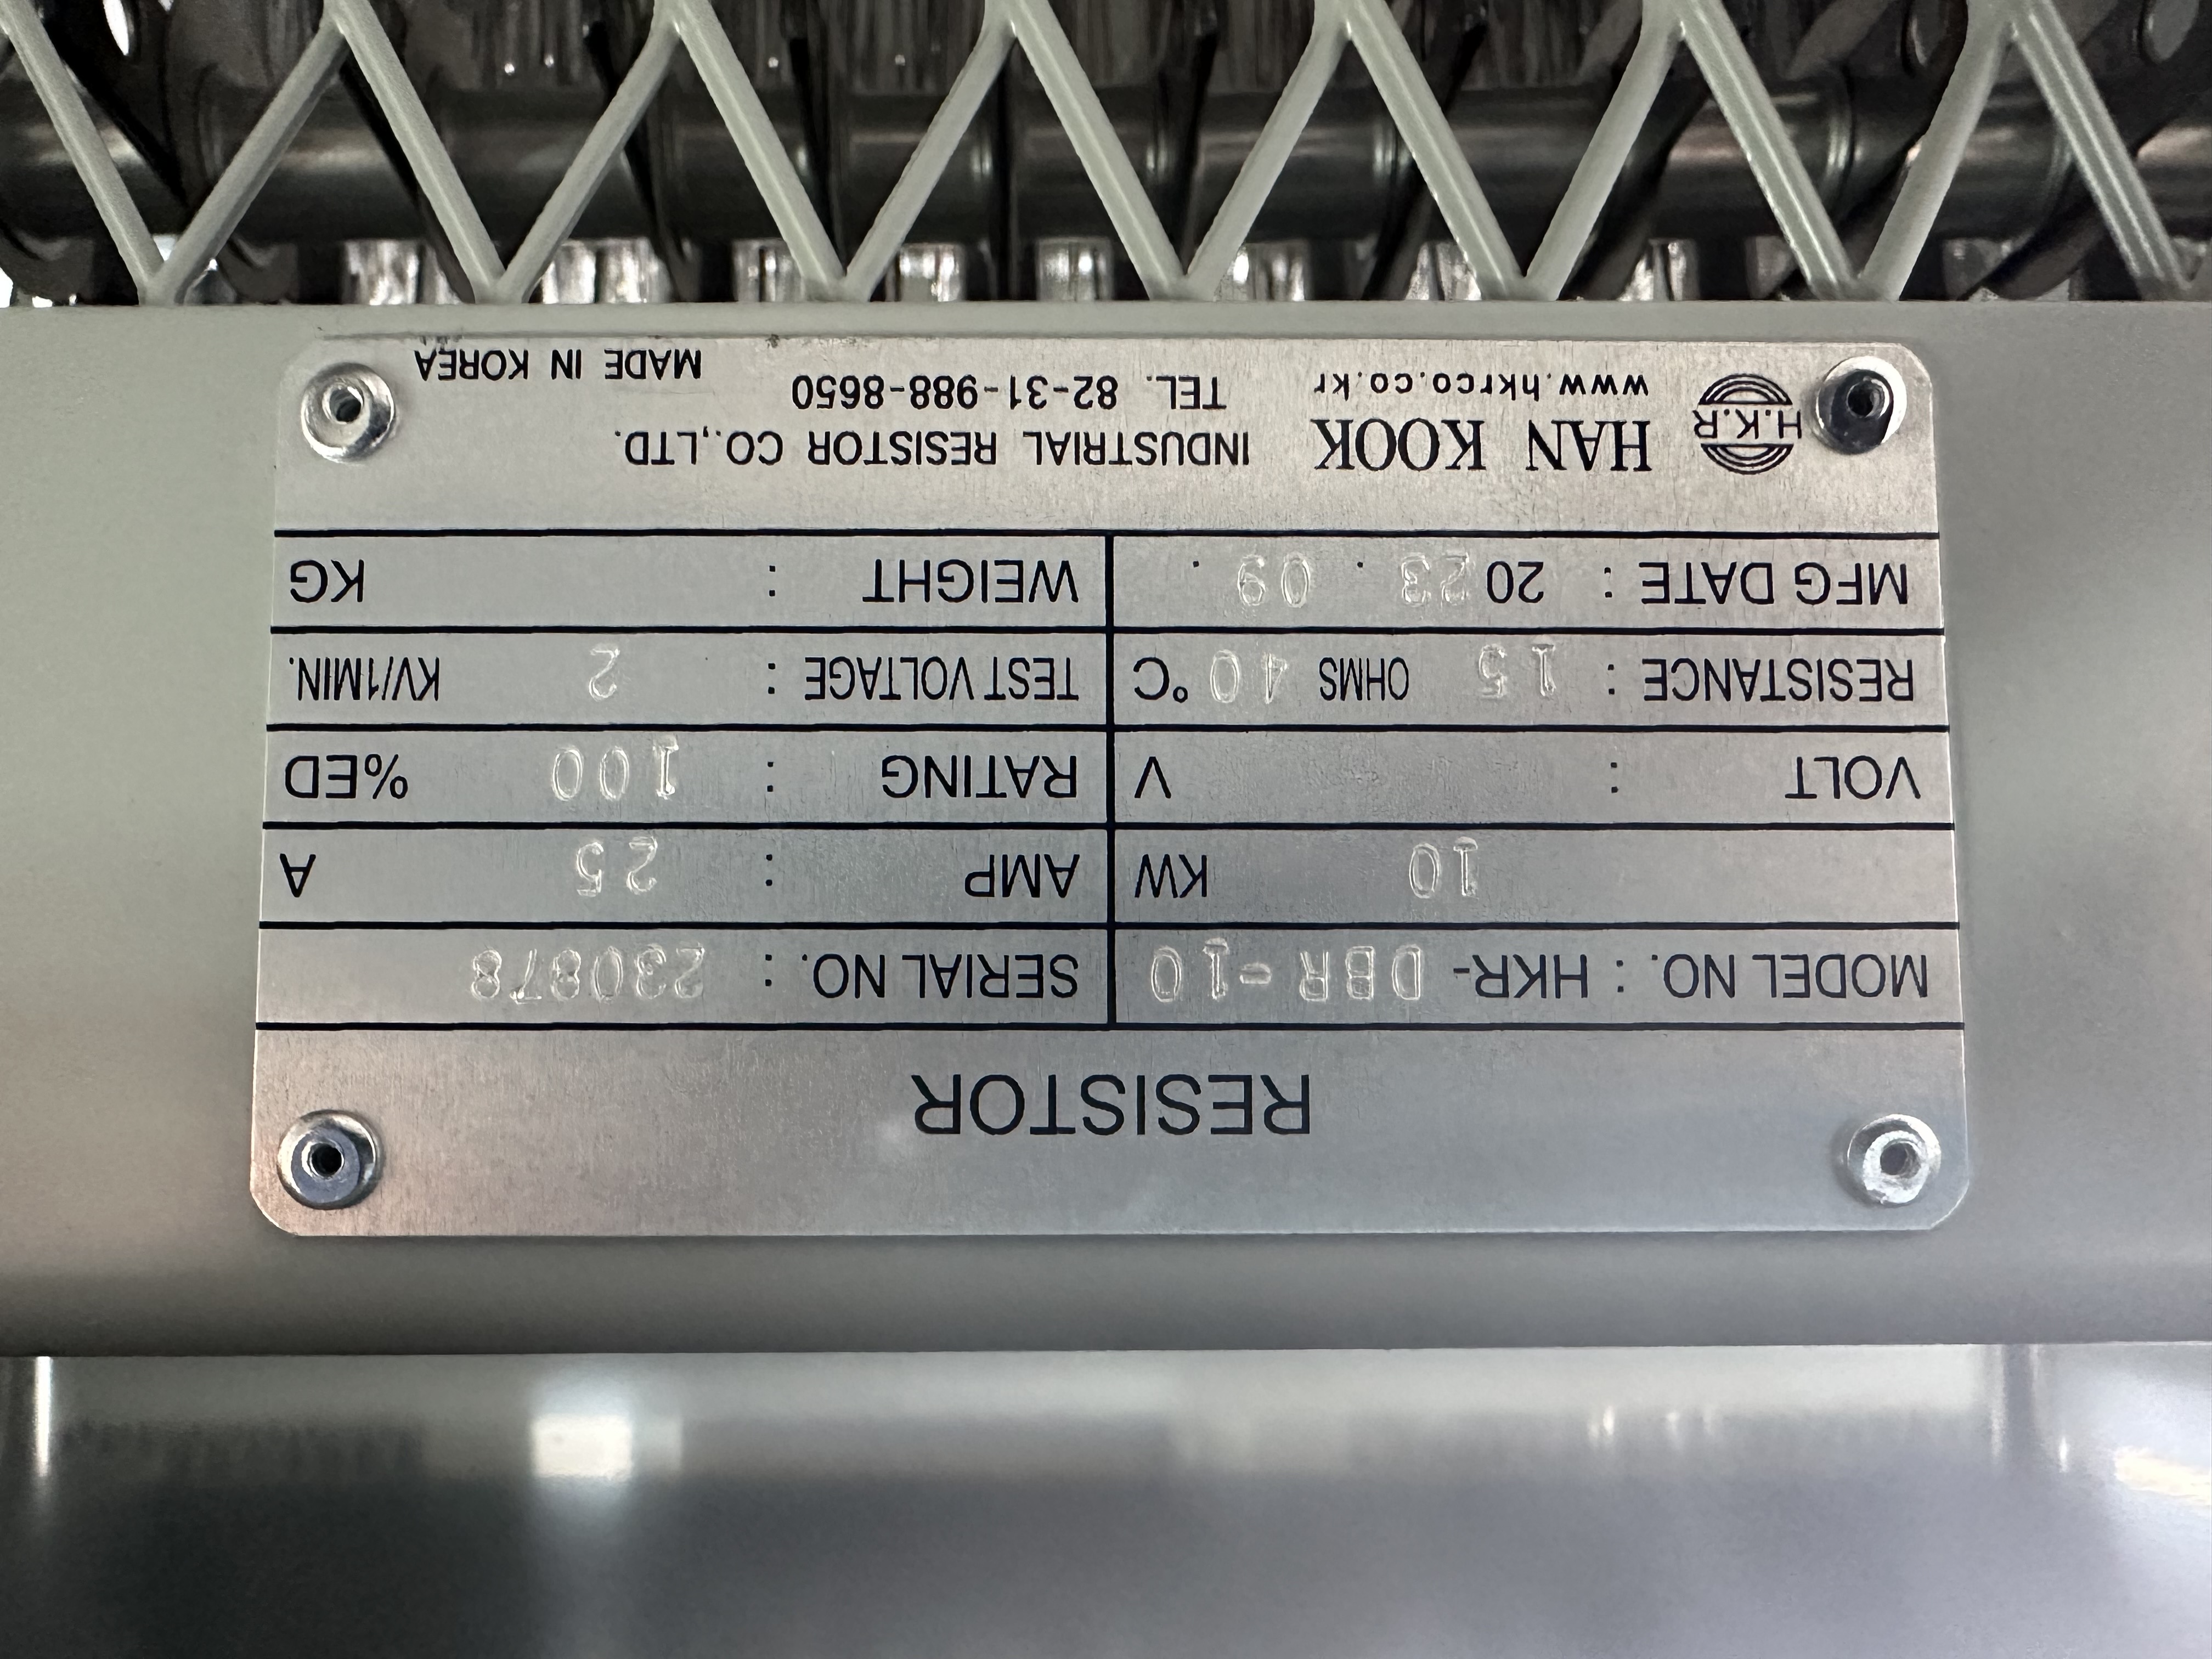 RESISTOR
MODEL NO. : HKR- DBR-10 SERIAL NO. : 230878
10 KW AMP : 25 A
VOLT : V RATING : 100 %ED
RESISTANCE : 15 OHMS 40 °C TEST VOLTAGE : 2 KV/1MIN.
MFG DATE : 2023 . 09 . WEIGHT : KG
H.K.R HAN KOOK INDUSTRIAL RESISTOR CO.,LTD.
www.hkrco.co.kr TEL. 82-31-988-8650
MADE IN KOREA